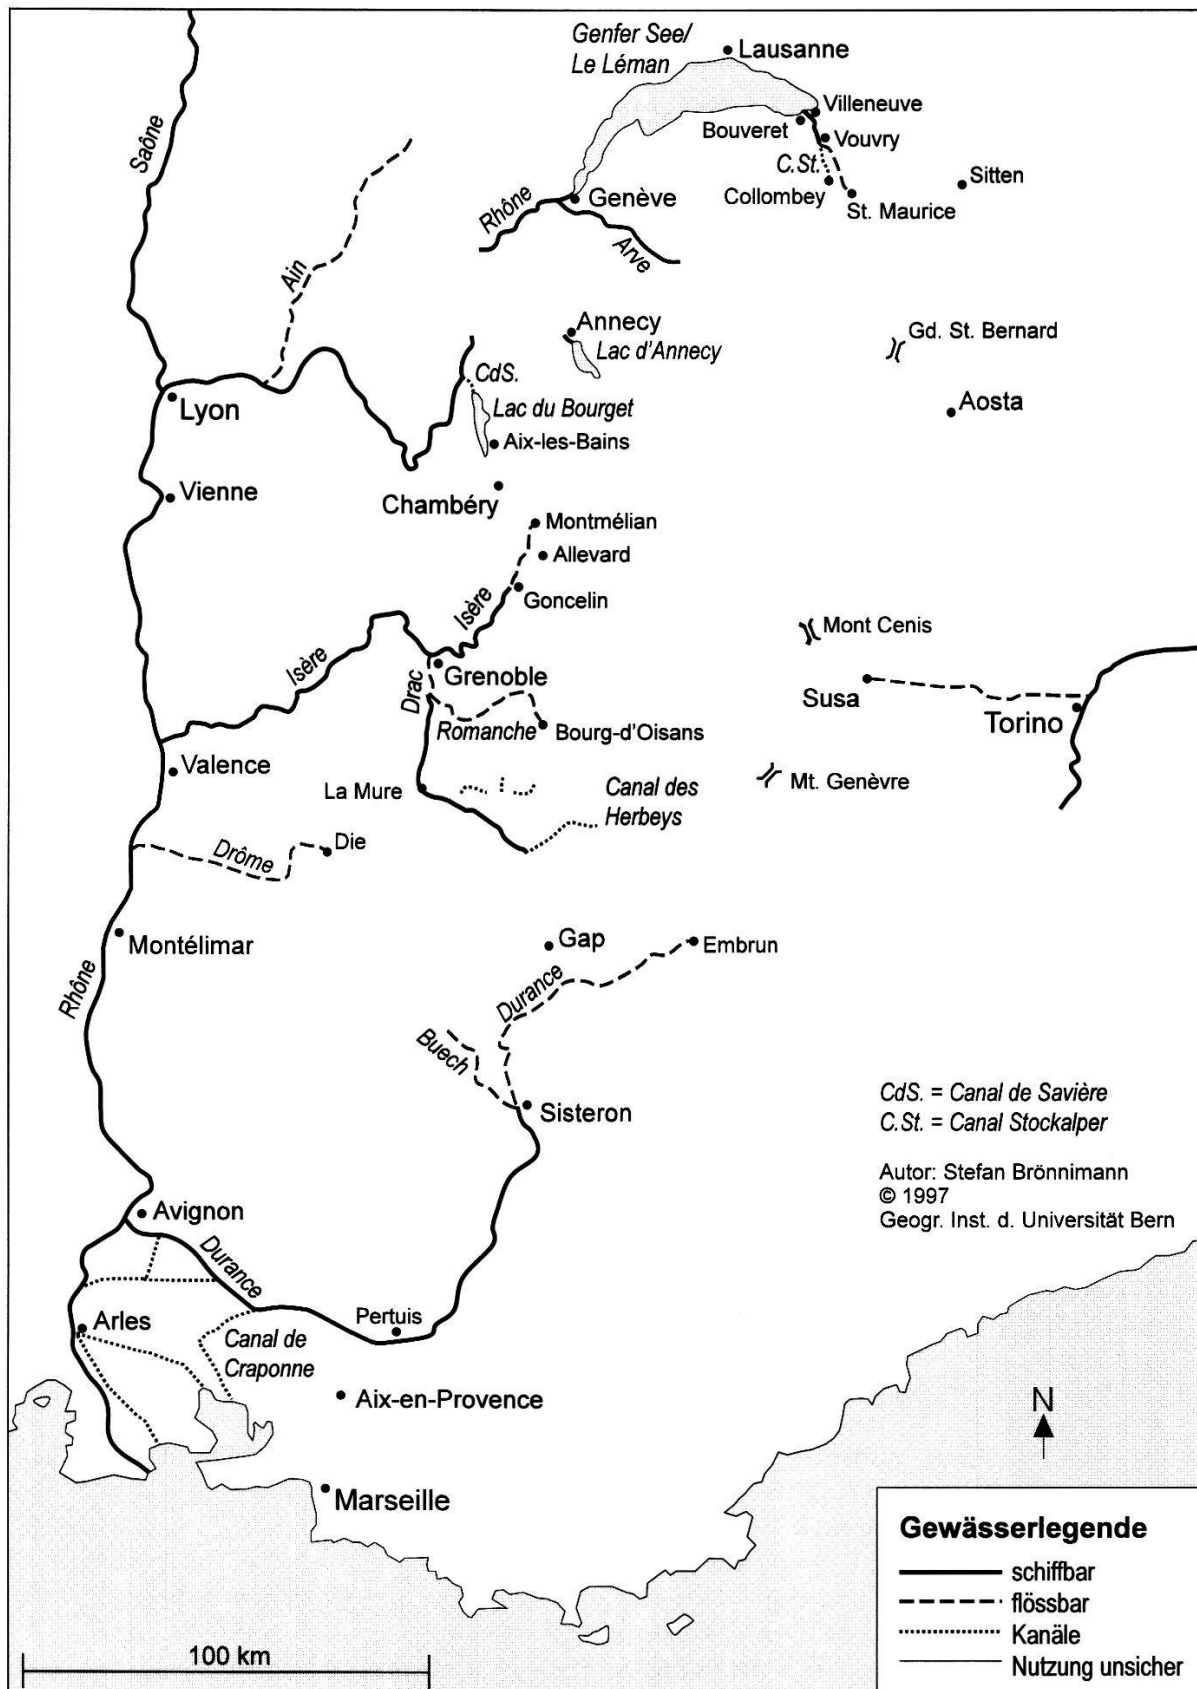 Genfer See/
Le Léman
Lausanne
Villeneuve
Bouveret
Vouvry
C.St.
Collombey
St. Maurice
Sitten
Saône
Rhône
Genève
Arve
Ain
Annecy
Lac d'Annecy
Gd. St. Bernard
CdS.
Lyon
Lac du Bourget
Aosta
Aix-les-Bains
Vienne
Chambéry
Montmélian
Allevard
Isère
Goncelin
Mont Cenis
Isère
Grenoble
Drac
Susa
Romanche
Bourg-d'Oisans
Torino
Valence
La Mure
Canal des
Herbeys
Mt. Genèvre
Drôme
Die
Montélimar
Gap
Embrun
Rhône
Durance
Buech
Sisteron
CdS. = Canal de Savière
C.St. = Canal Stockalper
Autor: Stefan Brönnimann
© 1997
Geogr. Inst. d. Universität Bern
Avignon
Durance
Arles
Pertuis
Canal de
Craponne
Aix-en-Provence
N
Marseille
Gewässerlegende
schiffbar
flössbar
Kanäle
Nutzung unsicher
100 km